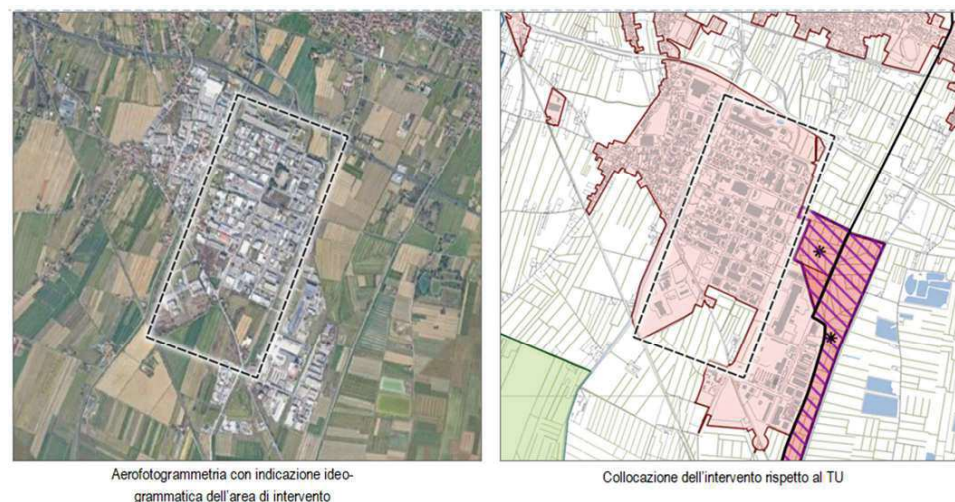 Aerofotogrammetria con indicazione ideo-
grammatica dell'area di intervento
Collocazione dell'intervento rispetto al TU